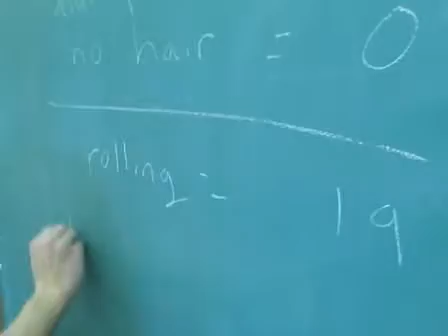 no hair = 0
rolling = 19